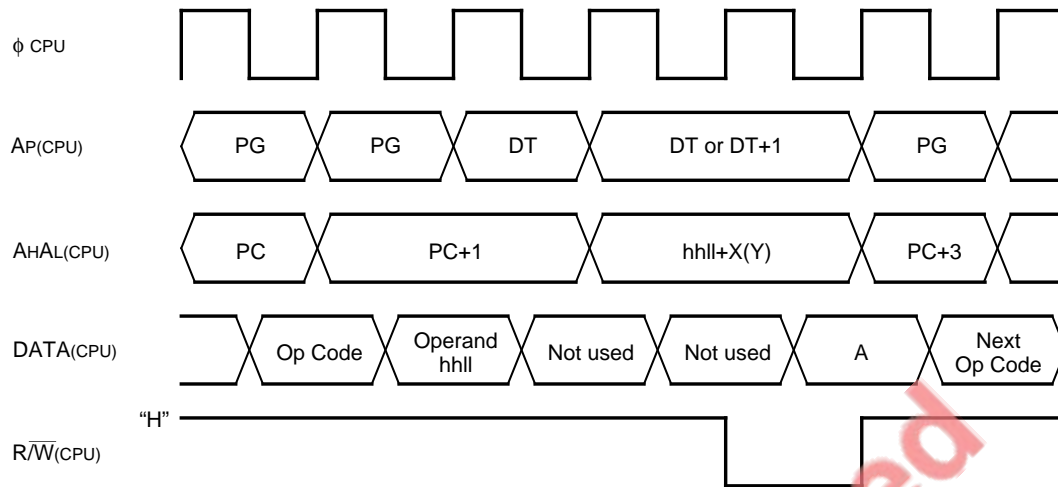 ϕ CPU
AP(CPU) PG PG DT DT or DT+1 PG
AHAL(CPU) PC PC+1 hhll+X(Y) PC+3
DATA(CPU) Op Code Operand hhll Not used Not used A Next Op Code
“H”
R/W̅(CPU)